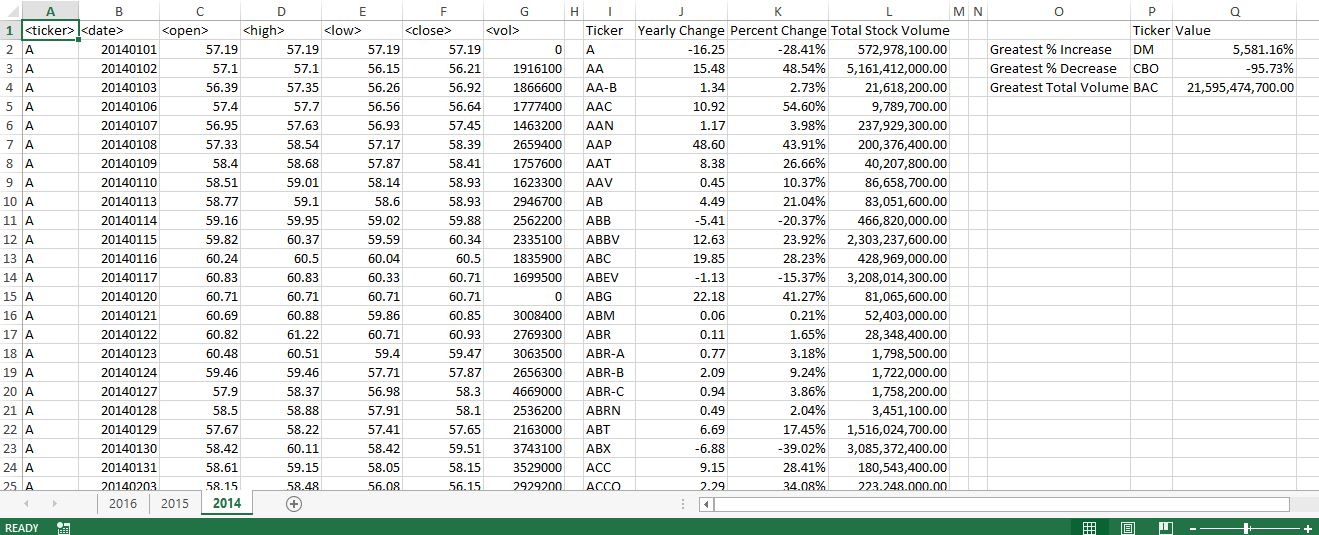 A B C D E F G H I J K L M N O P Q
1 <ticker> <date> <open> <high> <low> <close> <vol> Ticker Yearly Change Percent Change Total Stock Volume Ticker Value
2 A 20140101 57.19 57.19 57.19 57.19 0 A -16.25 -28.41% 572,978,100.00 Greatest % Increase DM 5,581.16%
3 A 20140102 57.1 57.1 56.15 56.21 1916100 AA 15.48 48.54% 5,161,412,000.00 Greatest % Decrease CBO -95.73%
4 A 20140103 56.39 57.35 56.26 56.92 1866600 AA-B 1.34 2.73% 21,618,200.00 Greatest Total Volume BAC 21,595,474,700.00
5 A 20140106 57.4 57.7 56.56 56.64 1777400 AAC 10.92 54.60% 9,789,700.00
6 A 20140107 56.95 57.63 56.93 57.45 1463200 AAN 1.17 3.98% 237,929,300.00
7 A 20140108 57.33 58.54 57.17 58.39 2659400 AAP 48.60 43.91% 200,376,400.00
8 A 20140109 58.4 58.68 57.87 58.41 1757600 AAT 8.38 26.66% 40,207,800.00
9 A 20140110 58.51 59.01 58.14 58.93 1623300 AAV 0.45 10.37% 86,658,700.00
10 A 20140113 58.77 59.1 58.6 58.93 2946700 AB 4.49 21.04% 83,051,600.00
11 A 20140114 59.16 59.95 59.02 59.88 2562200 ABB -5.41 -20.37% 466,820,000.00
12 A 20140115 59.82 60.37 59.59 60.34 2335100 ABBV 12.63 23.92% 2,303,237,600.00
13 A 20140116 60.24 60.5 60.04 60.5 1835900 ABC 19.85 28.23% 428,969,000.00
14 A 20140117 60.83 60.83 60.33 60.71 1699500 ABEV -1.13 -15.37% 3,208,014,300.00
15 A 20140120 60.71 60.71 60.71 60.71 0 ABG 22.18 41.27% 81,065,600.00
16 A 20140121 60.69 60.88 59.86 60.85 3008400 ABM 0.06 0.21% 52,403,000.00
17 A 20140122 60.82 61.22 60.71 60.93 2769300 ABR 0.11 1.65% 28,348,400.00
18 A 20140123 60.48 60.51 59.4 59.47 3063500 ABR-A 0.77 3.18% 1,798,500.00
19 A 20140124 59.46 59.46 57.71 57.87 2656300 ABR-B 2.09 9.24% 1,722,000.00
20 A 20140127 57.9 58.37 56.98 58.3 4669000 ABR-C 0.94 3.86% 1,758,200.00
21 A 20140128 58.5 58.88 57.91 58.1 2536200 ABRN 0.49 2.04% 3,451,100.00
22 A 20140129 57.67 58.22 57.41 57.65 2163000 ABT 6.69 17.45% 1,516,024,700.00
23 A 20140130 58.42 60.11 58.42 59.51 3743100 ABX -6.88 -39.02% 3,085,372,400.00
24 A 20140131 58.61 59.15 58.05 58.15 3529000 ACC 9.15 28.41% 180,543,400.00
25 A 20140203 58.15 58.48 56.08 56.15 2929200 ACCO 2.29 34.08% 223,248,000.00
2016 2015 2014
READY